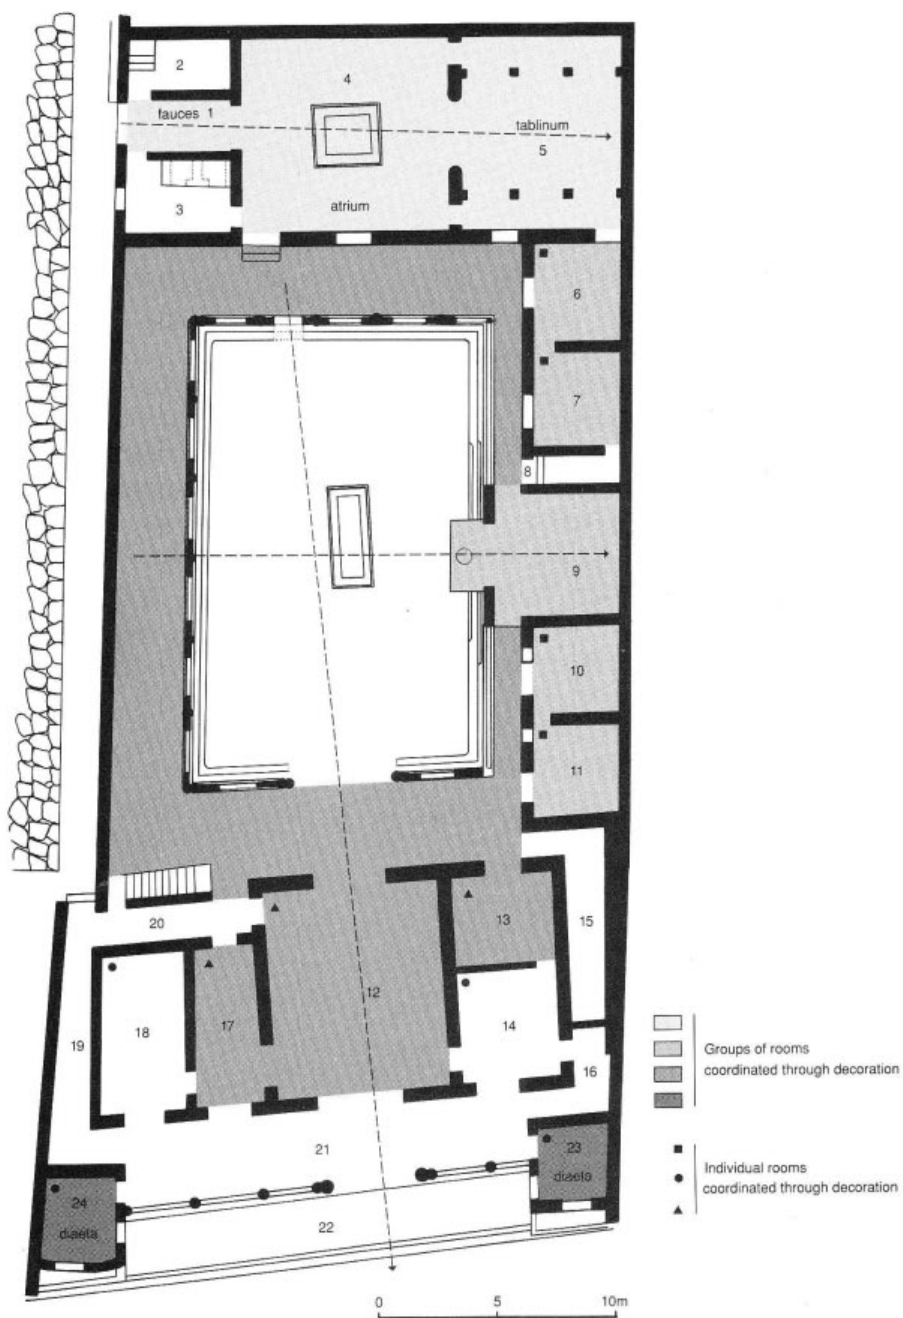 2
4
fauces 1
tablinum
5
3
atrium
6
7
8
9
10
11
15
13
20
12
14
17
18
19
16
21
23
diaeta
24
diaeta
22
Groups of rooms
coordinated through decoration
Individual rooms
coordinated through decoration
0 5 10m